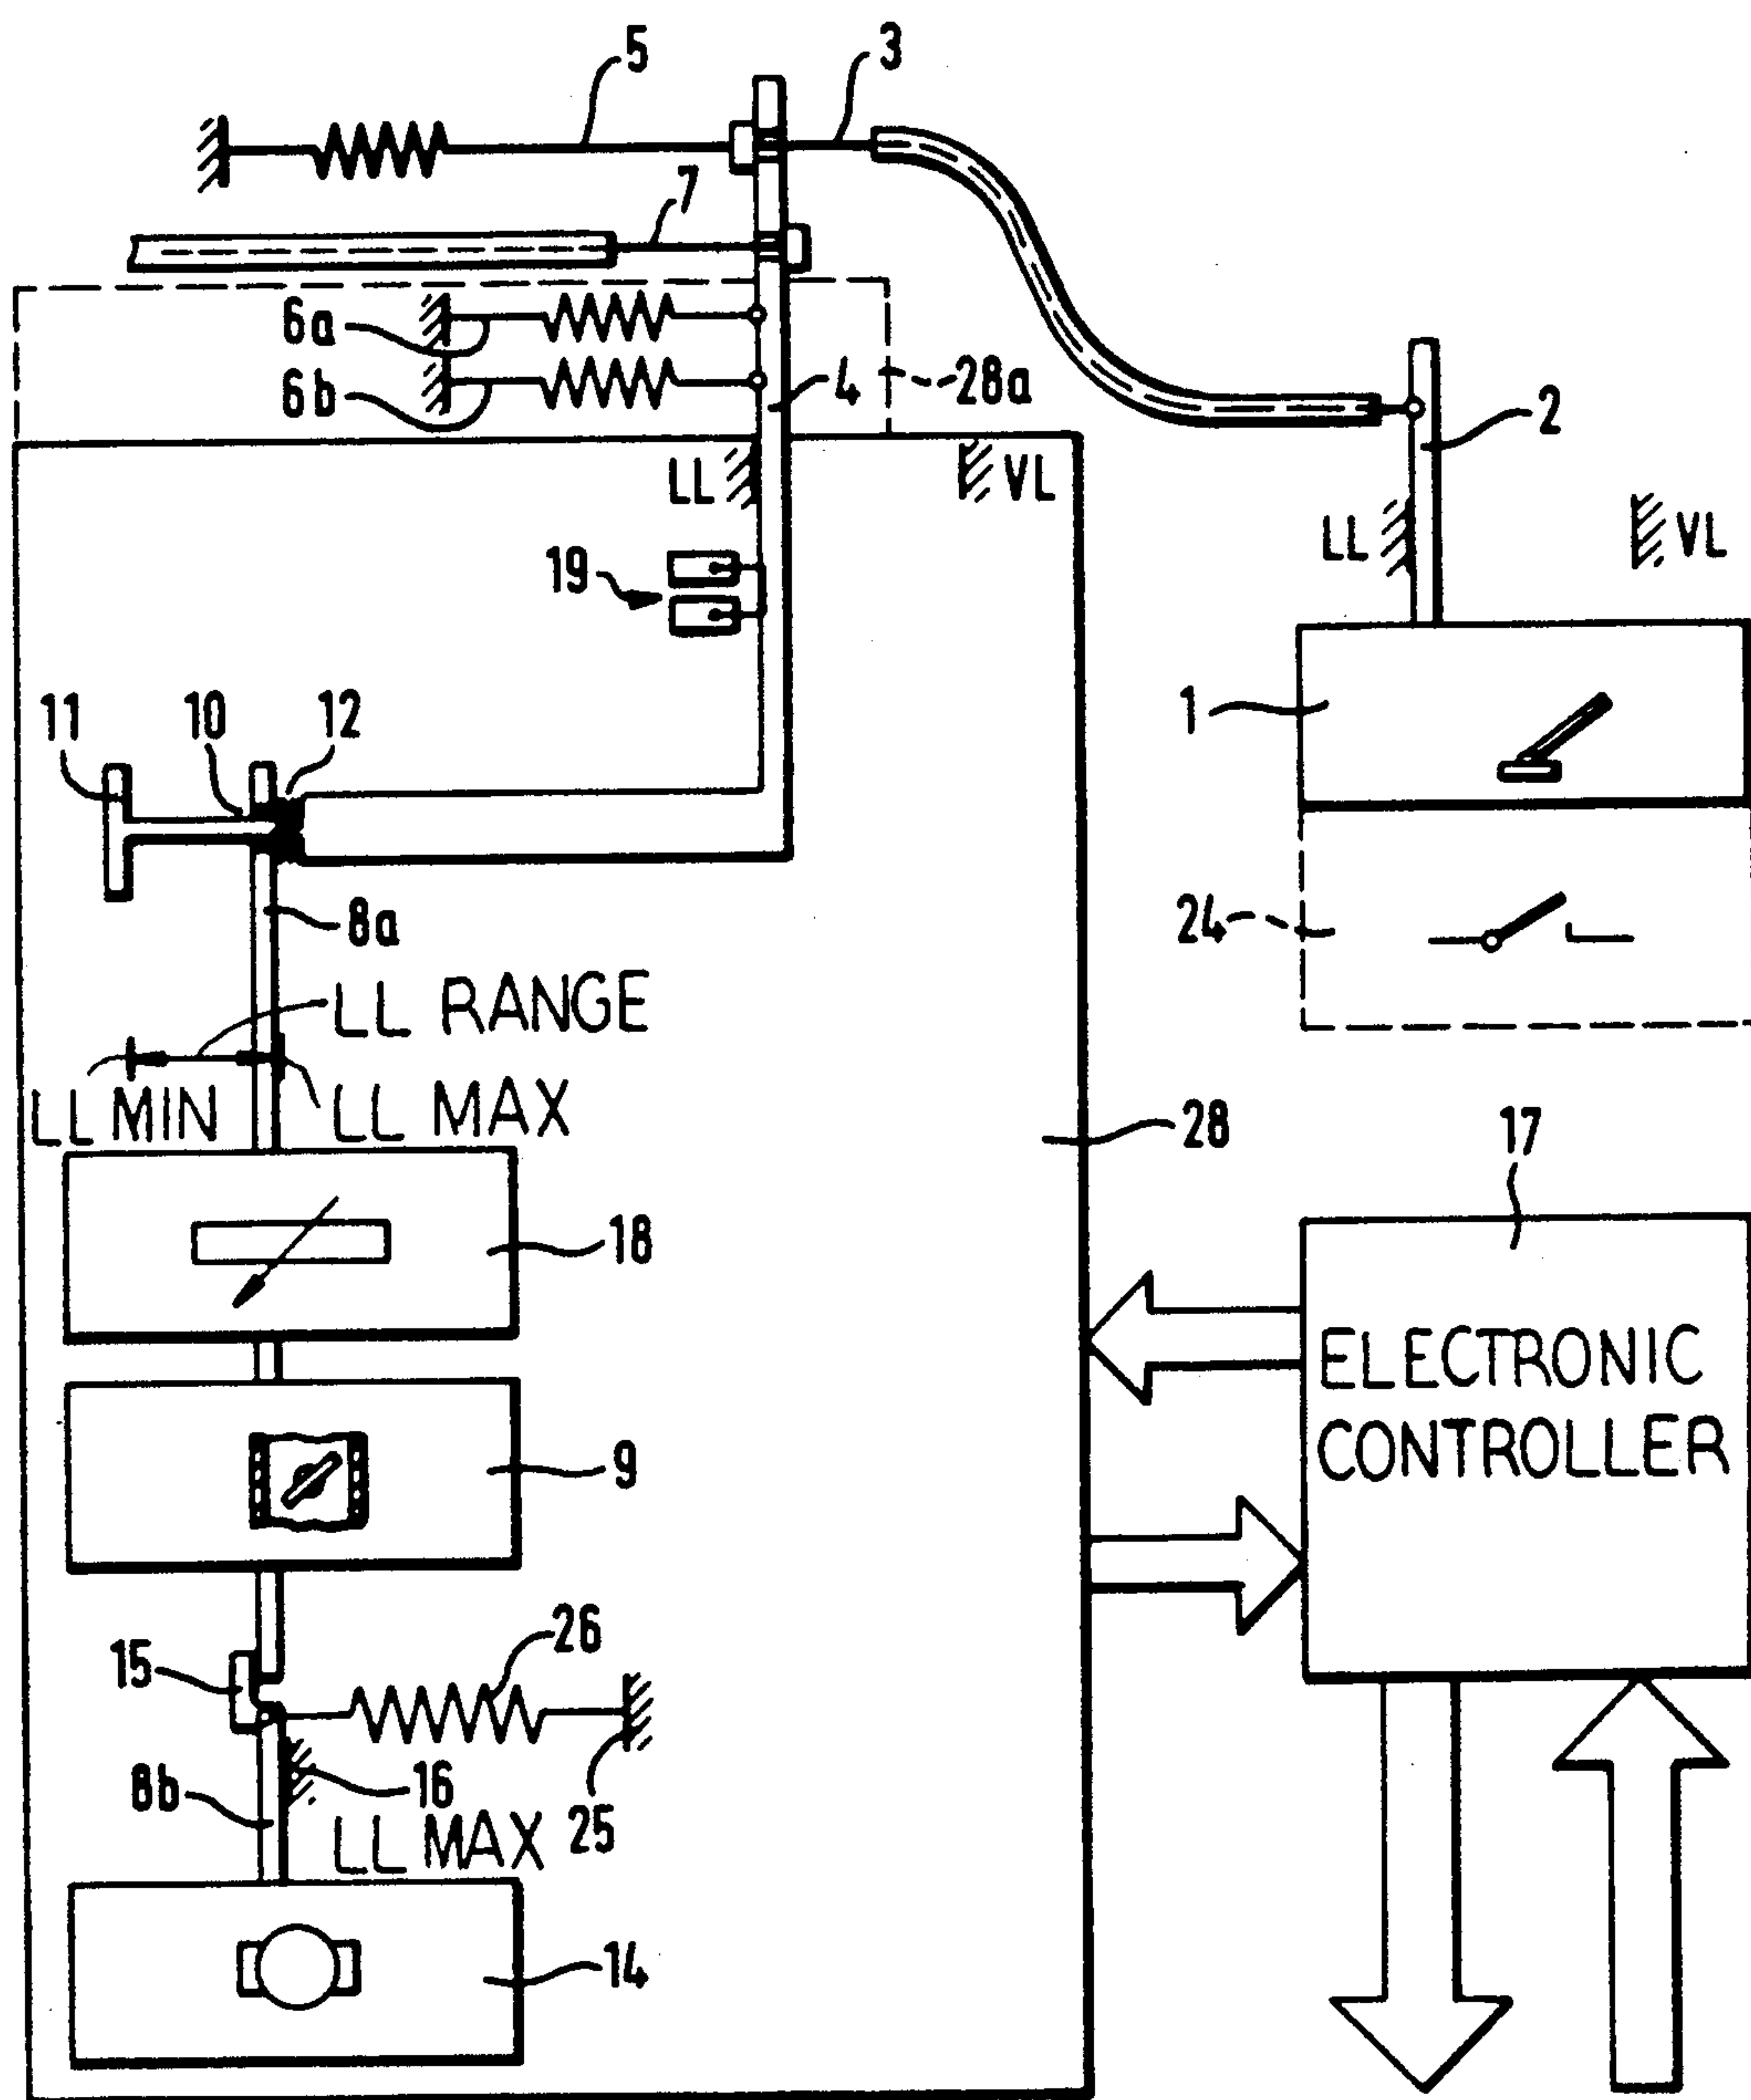 5
3
7
6a
6b
4
28a
2
LL
VL
LL
VL
19
1
11
10
12
8a
24
LL RANGE
LL MIN
LL MAX
28
17
18
ELECTRONIC
CONTROLLER
9
26
15
8b
16
25
LL MAX
14